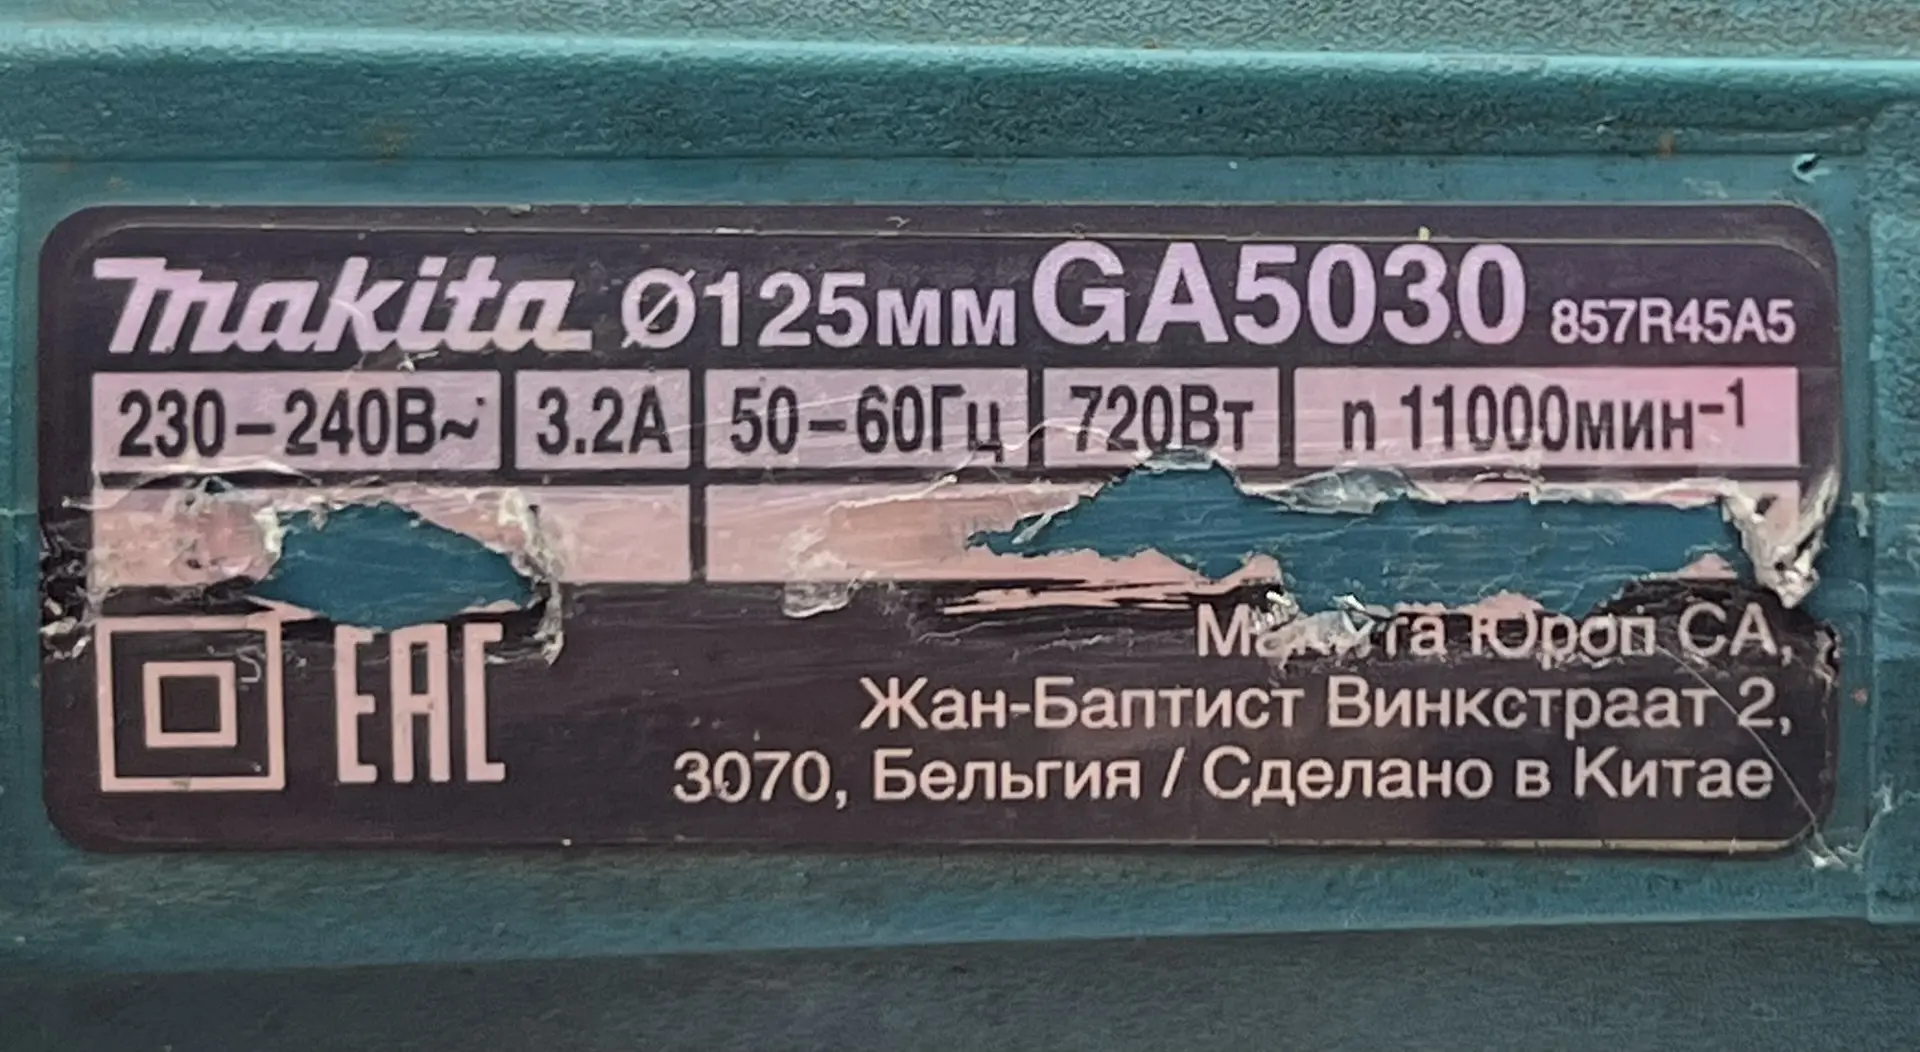 makita Ø125мм GA5030 857R45A5
230-240В~ 3.2А 50-60Гц 720Вт n 11000мин⁻¹
ЕАС Макита Юроп СА,
Жан-Баптист Винкстраат 2,
3070, Бельгия / Сделано в Китае